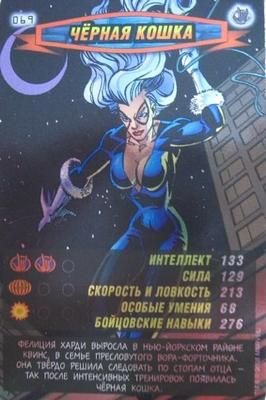 069
ЧЁРНАЯ КОШКА
ИНТЕЛЛЕКТ 133
СИЛА 129
СКОРОСТЬ И ЛОВКОСТЬ 213
ОСОБЫЕ УМЕНИЯ 68
БОЙЦОВСКИЕ НАВЫКИ 276
ФЕЛИЦИЯ ХАРДИ ВЫРОСЛА В НЬЮ-ЙОРКСКОМ РАЙОНЕ
КВИНС, В СЕМЬЕ ПРЕСЛОВУТОГО ВОРА-ФОРТОЧНИКА.
ОНА ТВЁРДО РЕШИЛА СЛЕДОВАТЬ ПО СТОПАМ ОТЦА –
ТАК ПОСЛЕ ИНТЕНСИВНЫХ ТРЕНИРОВОК ПОЯВИЛАСЬ
ЧЁРНАЯ КОШКА.